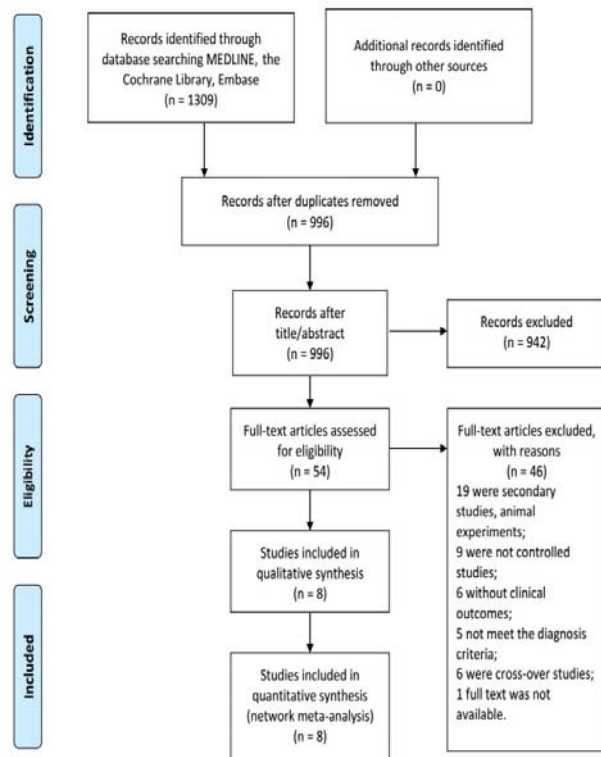 Identification
Records identified through
database searching MEDLINE, the
Cochrane Library, Embase
(n = 1309)
Additional records identified
through other sources
(n = 0)
Records after duplicates removed
(n = 996)
Screening
Records after
title/abstract
(n = 996)
Records excluded
(n = 942)
Eligibility
Full-text articles assessed
for eligibility
(n = 54)
Full-text articles excluded,
with reasons
(n = 46)
19 were secondary
studies, animal
experiments;
9 were not controlled
studies;
6 without clinical
outcomes;
5 not meet the diagnosis
criteria;
6 were cross-over studies;
1 full text was not
available.
Studies included in
qualitative synthesis
(n = 8)
Included
Studies included in
quantitative synthesis
(network meta-analysis)
(n = 8)